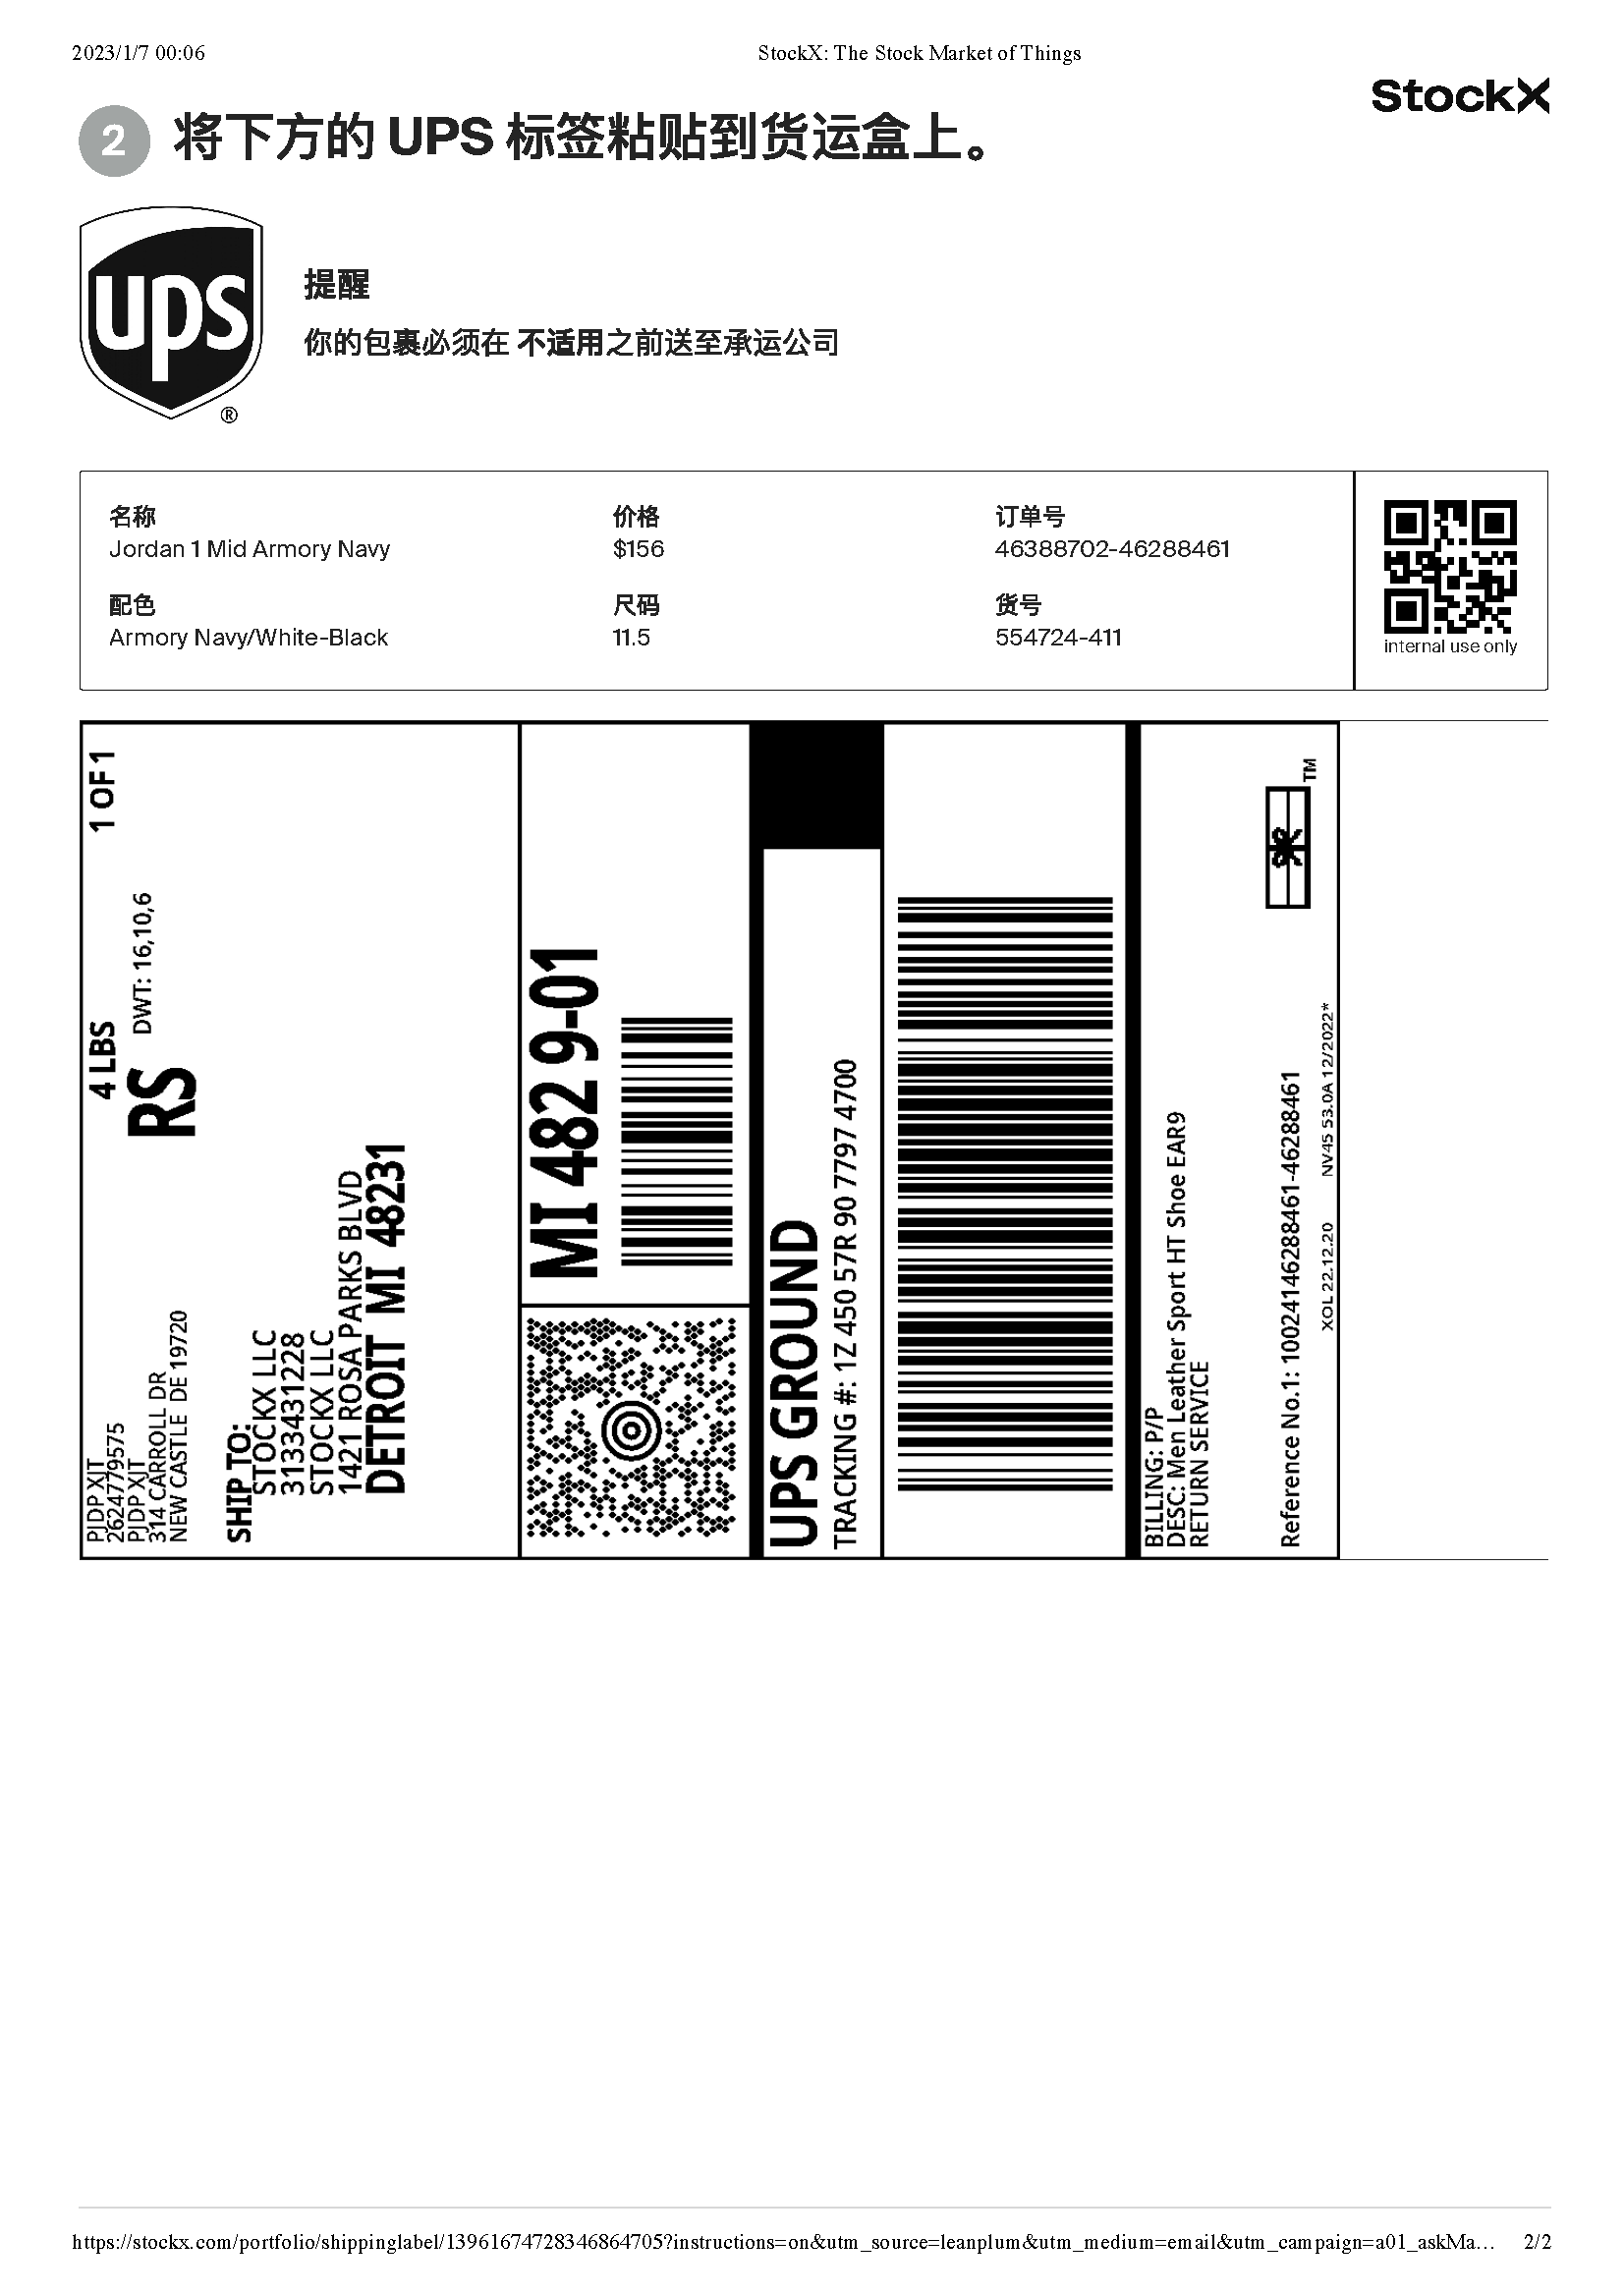 2023/1/7 00:06
StockX: The Stock Market of Things
StockX
2 将下方的 UPS 标签粘贴到货运盒上。
ups
®
提醒
你的包裹必须在 不适用之前送至承运公司
名称
Jordan 1 Mid Armory Navy
价格
$156
订单号
46388702-46288461
配色
Armory Navy/White-Black
尺码
11.5
货号
554724-411
internal use only
PJDP XJT
2624779575
PJDP XJT
314 CARROLL DR
NEW CASTLE DE 19720
4 LBS
1 OF 1
RS
DWT: 16,10,6
SHIP TO:
STOCKX LLC
3133431228
STOCKX LLC
1421 ROSA PARKS BLVD
DETROIT MI 48231
MI 482 9-01
UPS GROUND
TRACKING #: 1Z 450 57R 90 7797 4700
BILLING: P/P
DESC: Men Leather Sport HT Shoe EAR9
RETURN SERVICE
Reference No.1: 10024146288461-46288461
XOL 22.12.20
NV45 53.0A 12/2022*
TM
https://stockx.com/portfolio/shippinglabel/13961674728346864705?instructions=on&utm_source=leanplum&utm_medium=email&utm_campaign=a01_askMa…
2/2